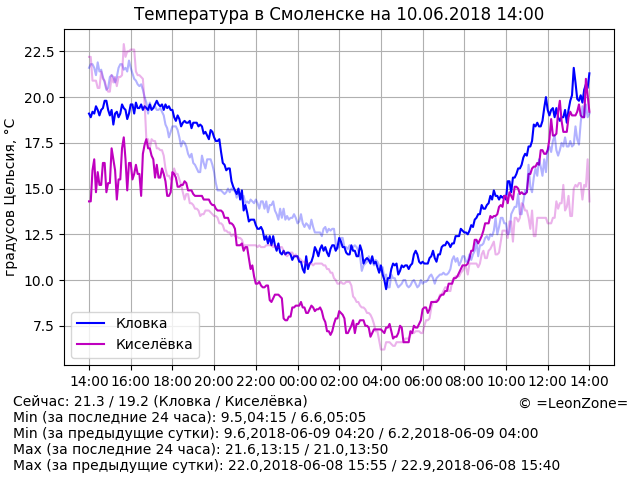 Температура в Смоленске на 10.06.2018 14:00
градусов Цельсия, °C
22.5
20.0
17.5
15.0
12.5
10.0
7.5
Кловка
Киселёвка
14:00 16:00 18:00 20:00 22:00 00:00 02:00 04:00 06:00 08:00 10:00 12:00 14:00
Сейчас: 21.3 / 19.2 (Кловка / Киселёвка)
© =LeonZone=
Min (за последние 24 часа): 9.5,04:15 / 6.6,05:05
Min (за предыдущие сутки): 9.6,2018-06-09 04:20 / 6.2,2018-06-09 04:00
Max (за последние 24 часа): 21.6,13:15 / 21.0,13:50
Max (за предыдущие сутки): 22.0,2018-06-08 15:55 / 22.9,2018-06-08 15:40